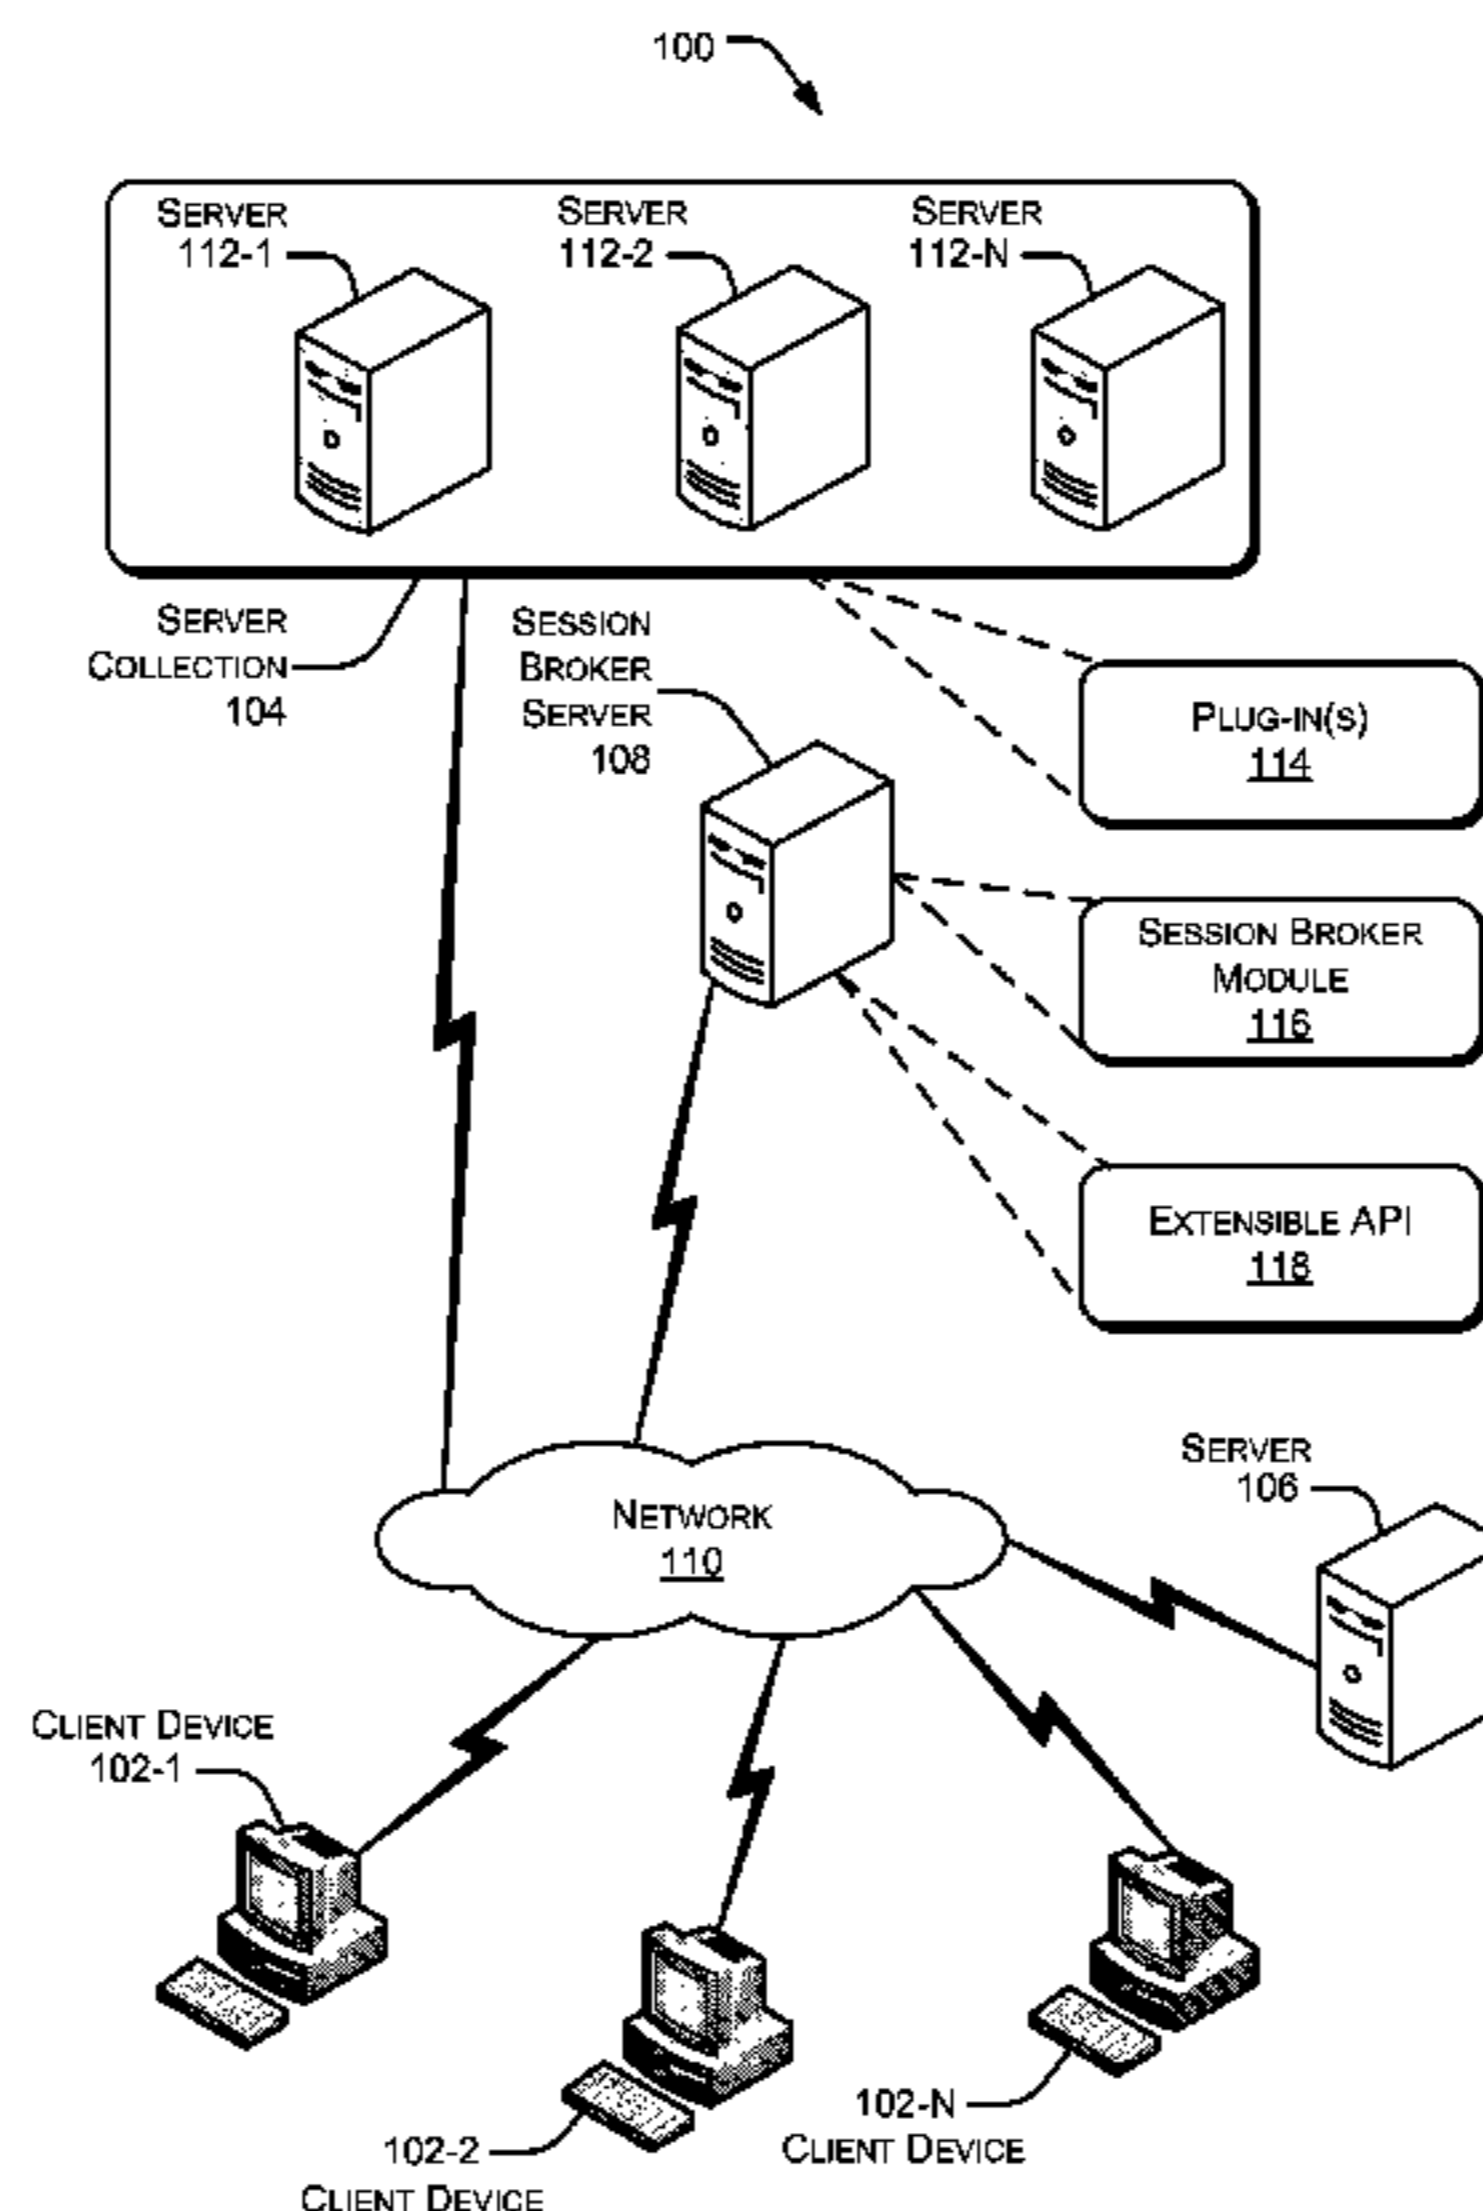 100
SERVER
112-1
SERVER
112-2
SERVER
112-N
SERVER
COLLECTION
104
SESSION
BROKER
SERVER
108
PLUG-IN(S)
114
SESSION BROKER
MODULE
116
EXTENSIBLE API
118
NETWORK
110
SERVER
106
CLIENT DEVICE
102-1
102-2
CLIENT DEVICE
102-N
CLIENT DEVICE